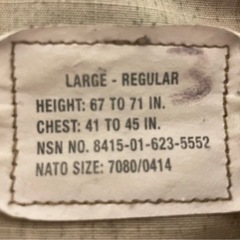 LARGE - REGULAR
HEIGHT: 67 TO 71 IN.
CHEST: 41 TO 45 IN.
NSN NO. 8415-01-623-5552
NATO SIZE: 7080/0414